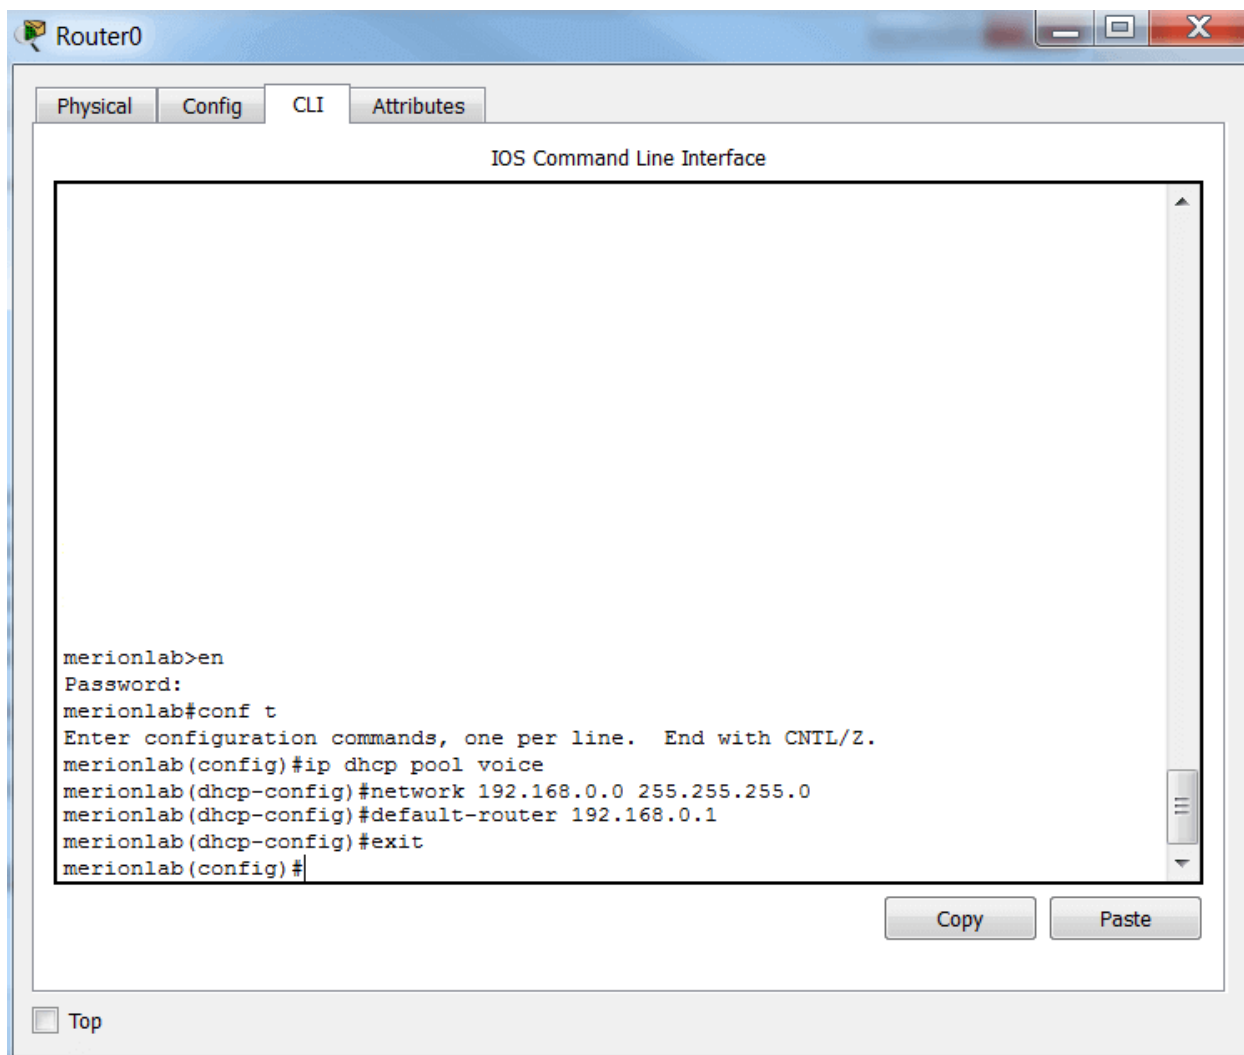 Router0
Physical Config CLI Attributes
IOS Command Line Interface
merionlab>en
Password:
merionlab#conf t
Enter configuration commands, one per line.  End with CNTL/Z.
merionlab(config)#ip dhcp pool voice
merionlab(dhcp-config)#network 192.168.0.0 255.255.255.0
merionlab(dhcp-config)#default-router 192.168.0.1
merionlab(dhcp-config)#exit
merionlab(config)#
Copy Paste
Top